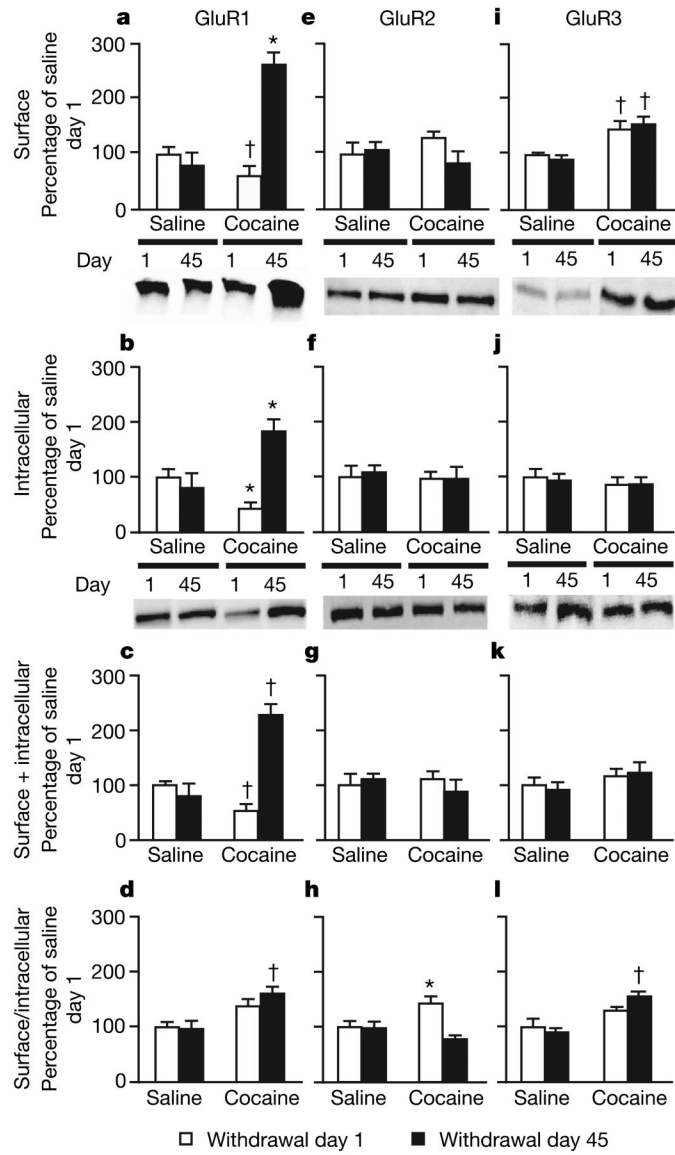 a GluR1 e GluR2 i GluR3
Surface
Percentage of saline
day 1
300
*
200
† †
†
100
0
Saline Cocaine Saline Cocaine Saline Cocaine
Day 1 45 1 45 1 45 1 45 1 45 1 45
b f j
Intracellular
Percentage of saline
day 1
300
*
200
100
*
0
Saline Cocaine Saline Cocaine Saline Cocaine
Day 1 45 1 45 1 45 1 45 1 45 1 45
c g k
Surface + intracellular
Percentage of saline
day 1
300
†
200
100
†
0
Saline Cocaine Saline Cocaine Saline Cocaine
d h l
Surface/intracellular
Percentage of saline
day 1
300
200
† * †
100
0
Saline Cocaine Saline Cocaine Saline Cocaine
Withdrawal day 1 Withdrawal day 45